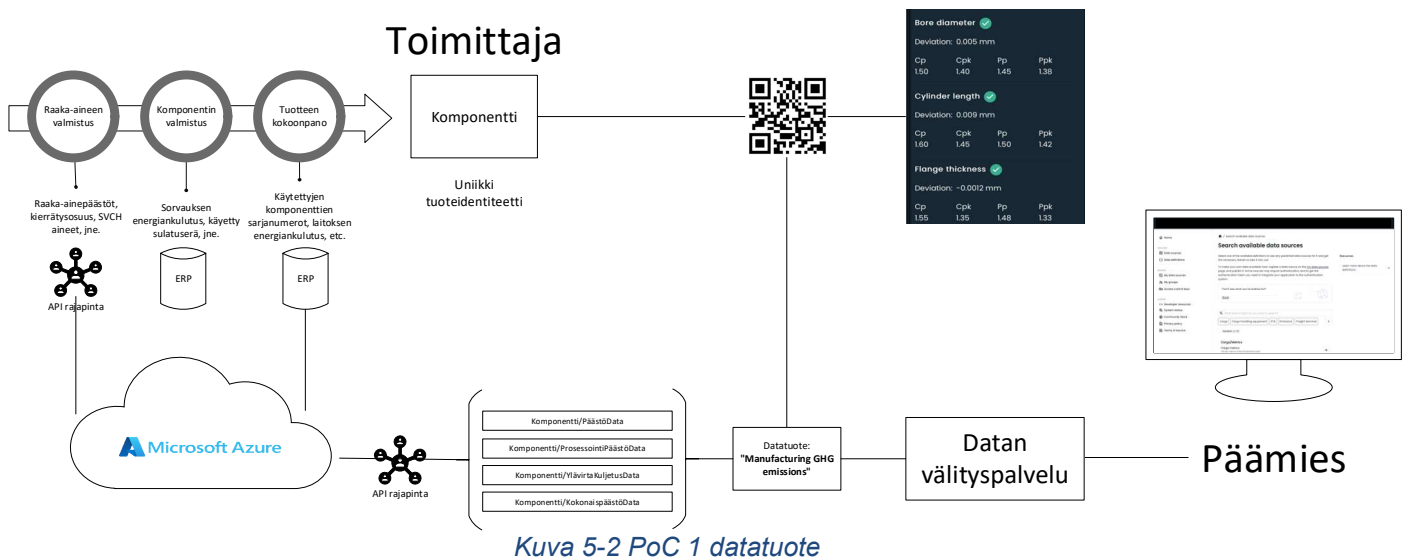 Toimittaja
Raaka-aineen
valmistus
Komponentin
valmistus
Tuotteen
kokoonpano
Komponentti
Uniikki
tuoteidentiteetti
Raaka-ainepäästöt,
kierrätysosuus, SVCH
aineet, jne.
API rajapinta
Sorvauksen
energiankulutus, käyetty
sulatuserä, jne.
ERP
Käytettyjen
komponenttien
sarjanumerot, laitoksen
energiankulutus, etc.
ERP
Bore diameter
Deviation: 0.005 mm
Cp Cpk Pp Ppk
1.50 1.40 1.45 1.38
Cylinder length
Deviation: 0.009 mm
Cp Cpk Pp Ppk
1.60 1.45 1.50 1.42
Flange thickness
Deviation: -0.0012 mm
Cp Cpk Pp Ppk
1.55 1.35 1.48 1.33
Search available data sources
Microsoft Azure
API rajapinta
Komponentti/PäästöData
Komponentti/ProsessointiPäästöData
Komponentti/YlävirtaKuljetusData
Komponentti/KokonaispäästöData
Datatuote:
"Manufacturing GHG
emissions"
Datan
välityspalvelu
Päämies
Kuva 5-2 PoC 1 datatuote